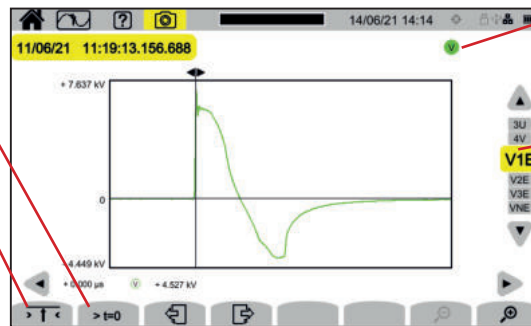 ?
14/06/21 14:14
11/06/21 11:19:13.156.688
V
+ 7.637 kV
3U
4V
V1E
0
V2E
V3E
VNE
- 4.449 kV
+ 0.000 µs V + 4.527 kV
> t=0